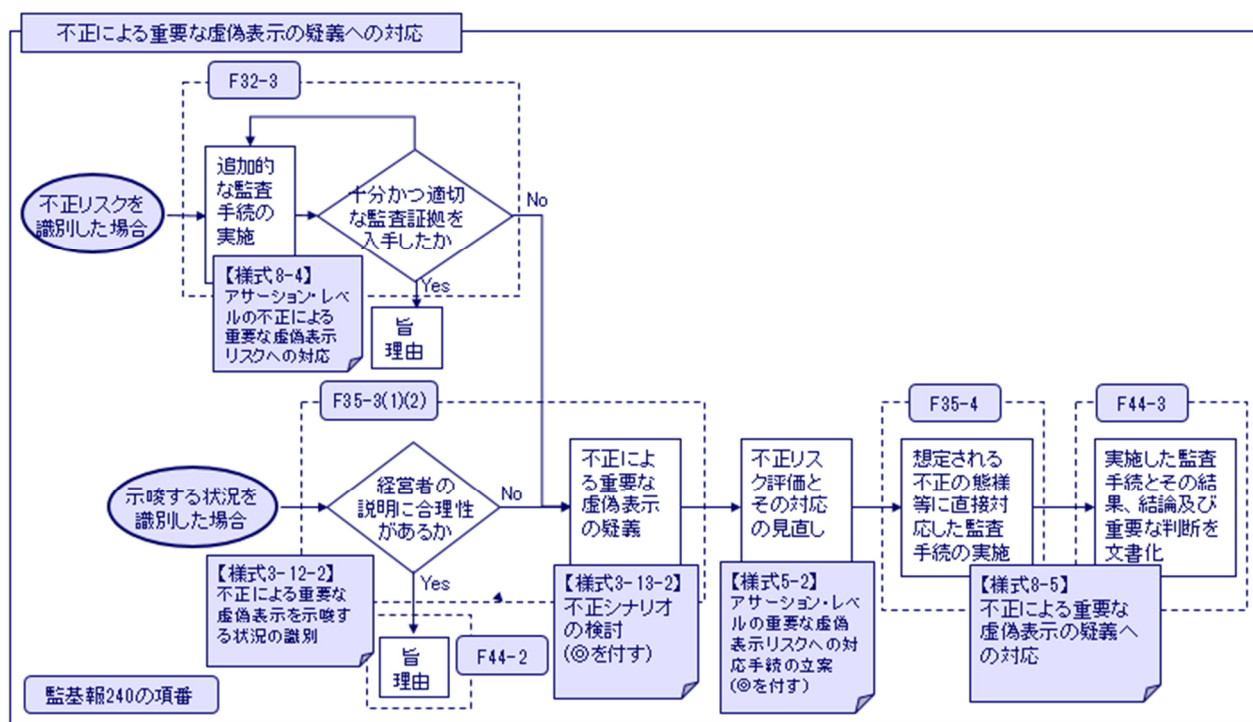 不正による重要な虚偽表示の疑義への対応
F32-3
不正リスクを
識別した場合
追加的
な監査
手続の
実施
十分かつ適切
な監査証拠を
入手したか
No
Yes
【様式8-4】
アサーション・レベ
ルの不正による
重要な虚偽表示
リスクへの対応
旨
理由
F35-3(1)(2)
F35-4
F44-3
示唆する状況を
識別した場合
経営者の
説明に合理性
があるか
No
Yes
不正によ
る重要な
虚偽表示
の疑義
不正リス
ク評価と
その対応
の見直し
想定される
不正の態様
等に直接対
応した監査
手続の実施
実施した監査
手続とその結
果、結論及び
重要な判断を
文書化
【様式3-12-2】
不正による重要な
虚偽表示を示唆す
る状況の識別
旨
理由
F44-2
【様式3-13-2】
不正シナリオ
の検討
(◎を付す)
【様式5-2】
アサーション・レベ
ルの重要な虚偽
表示リスクへの対
応手続の立案
(◎を付す)
【様式8-5】
不正による重要な
虚偽表示の疑義へ
の対応
監基報240の項番